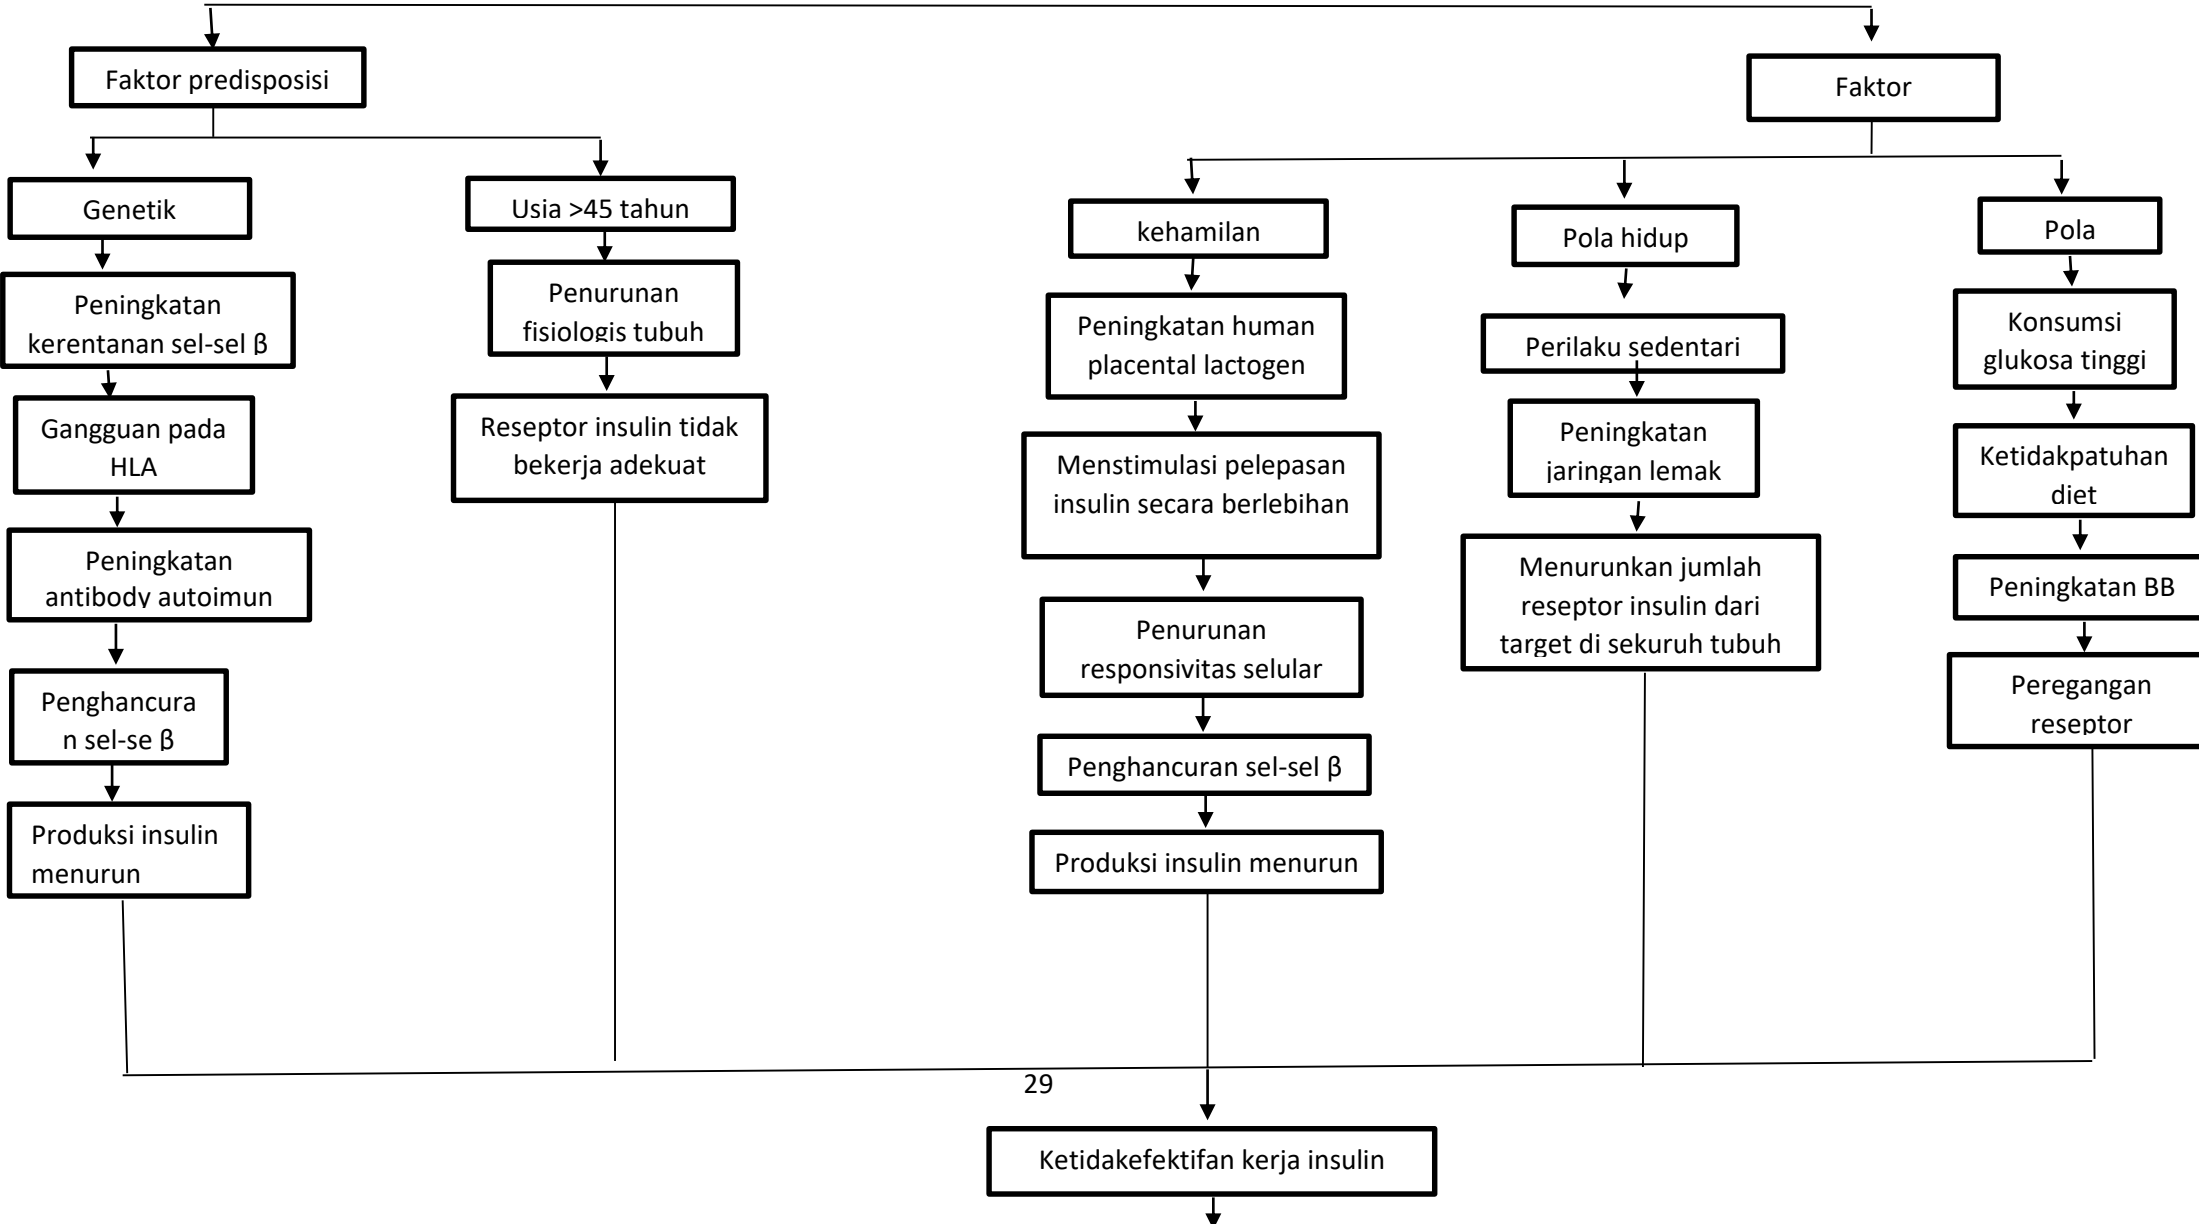 Faktor predisposisi
Faktor
Genetik
Peningkatan
kerentanan sel-sel β
Gangguan pada
HLA
Peningkatan
antibody autoimun
Penghancura
n sel-se β
Produksi insulin
menurun
Usia >45 tahun
Penurunan
fisiologis tubuh
Reseptor insulin tidak
bekerja adekuat
kehamilan
Peningkatan human
placental lactogen
Menstimulasi pelepasan
insulin secara berlebihan
Penurunan
responsivitas selular
Penghancuran sel-sel β
Produksi insulin menurun
Pola hidup
Perilaku sedentari
Peningkatan
jaringan lemak
Menurunkan jumlah
reseptor insulin dari
target di sekuruh tubuh
Pola
Konsumsi
glukosa tinggi
Ketidakpatuhan
diet
Peningkatan BB
Peregangan
reseptor
29
Ketidakefektifan kerja insulin